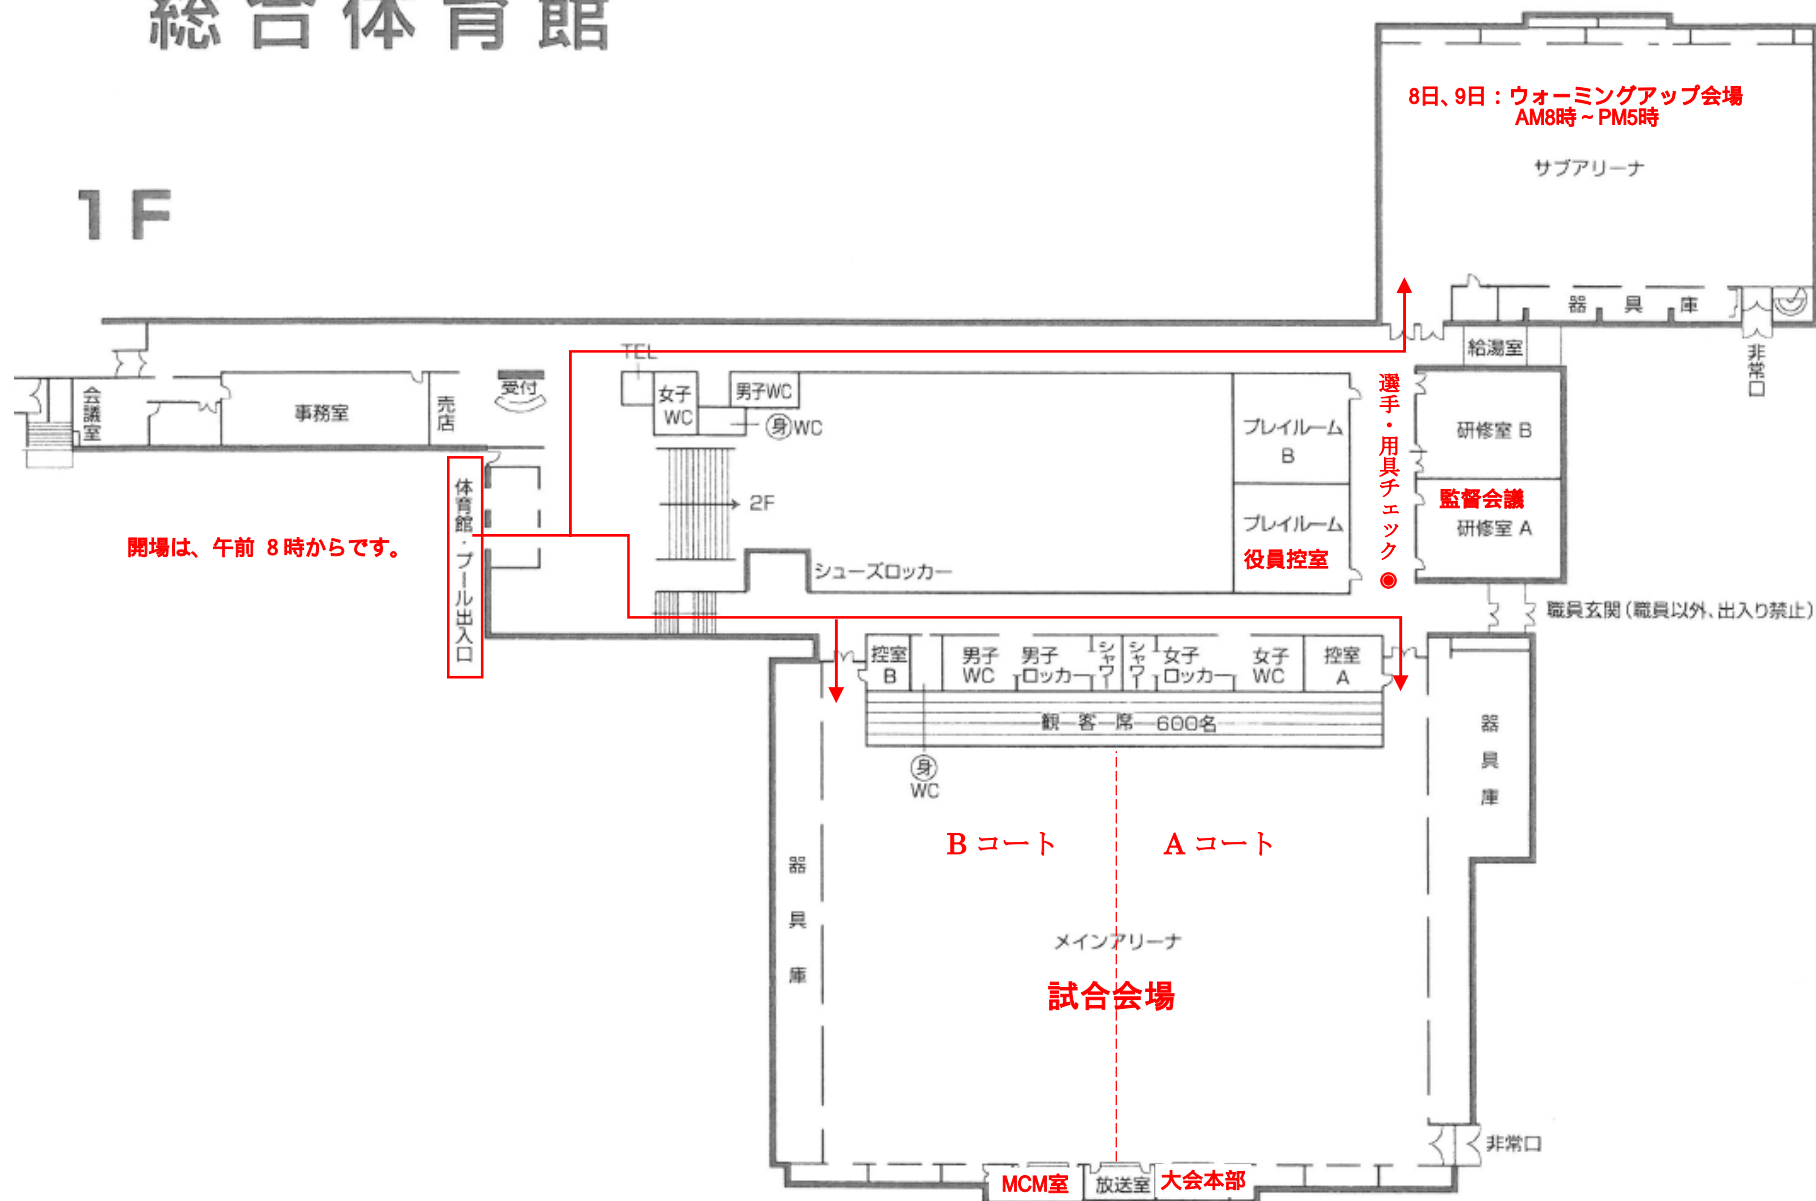 総合体育館
8日、9日：ウォーミングアップ会場
AM8時～PM5時
サブアリーナ
1F
器具庫
非常口
給湯室
TEL
会議室
事務室
売店
受付
女子
WC
男子WC
身WC
プレイルーム
B
選手・用具チェック◉
研修室 B
2F
体育館・プール出入口
開場は、午前 8時からです。
プレイルーム
役員控室
監督会議
研修室 A
シューズロッカー
職員玄関(職員以外、出入り禁止)
控室
B
男子
WC
男子
ロッカー
シャワー
シャワー
女子
ロッカー
女子
WC
控室
A
観客席 600名
身
WC
器具庫
B コート
A コート
器具庫
メインアリーナ
試合会場
非常口
MCM室
放送室
大会本部